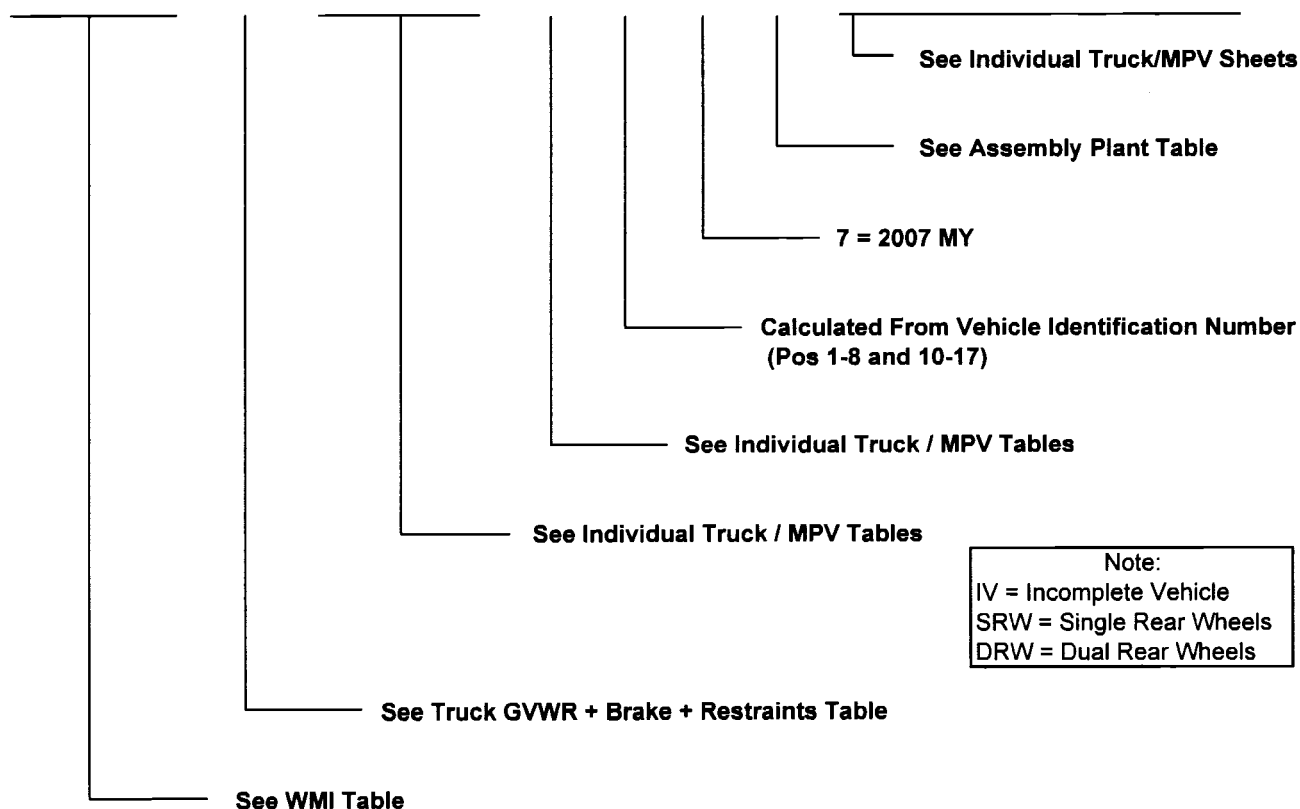 See Individual Truck/MPV Sheets
See Assembly Plant Table
7 = 2007 MY
Calculated From Vehicle Identification Number
(Pos 1-8 and 10-17)
See Individual Truck / MPV Tables
See Individual Truck / MPV Tables
Note:
IV = Incomplete Vehicle
SRW = Single Rear Wheels
DRW = Dual Rear Wheels
See Truck GVWR + Brake + Restraints Table
See WMI Table